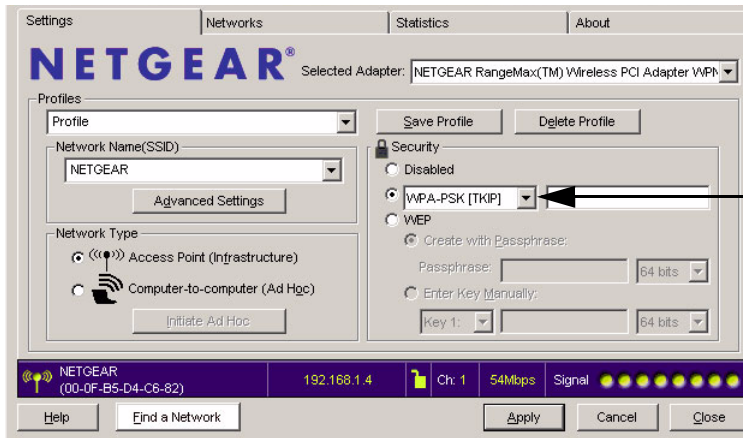 Settings Networks Statistics About
NETGEAR® Selected Adapter: NETGEAR RangeMax(TM) Wireless PCI Adapter WPN
Profiles
Profile Save Profile Delete Profile
Network Name(SSID)
NETGEAR
Advanced Settings
Security
Disabled
WPA-PSK [TKIP]
WEP
Create with Passphrase:
Passphrase: 64 bits
Enter Key Manually:
Key 1: 64 bits
Network Type
Access Point (Infrastructure)
Computer-to-computer (Ad Hoc)
Initiate Ad Hoc
NETGEAR
(00-0F-B5-D4-C6-82) 192.168.1.4 Ch: 1 54Mbps Signal
Help Find a Network Apply Cancel Close